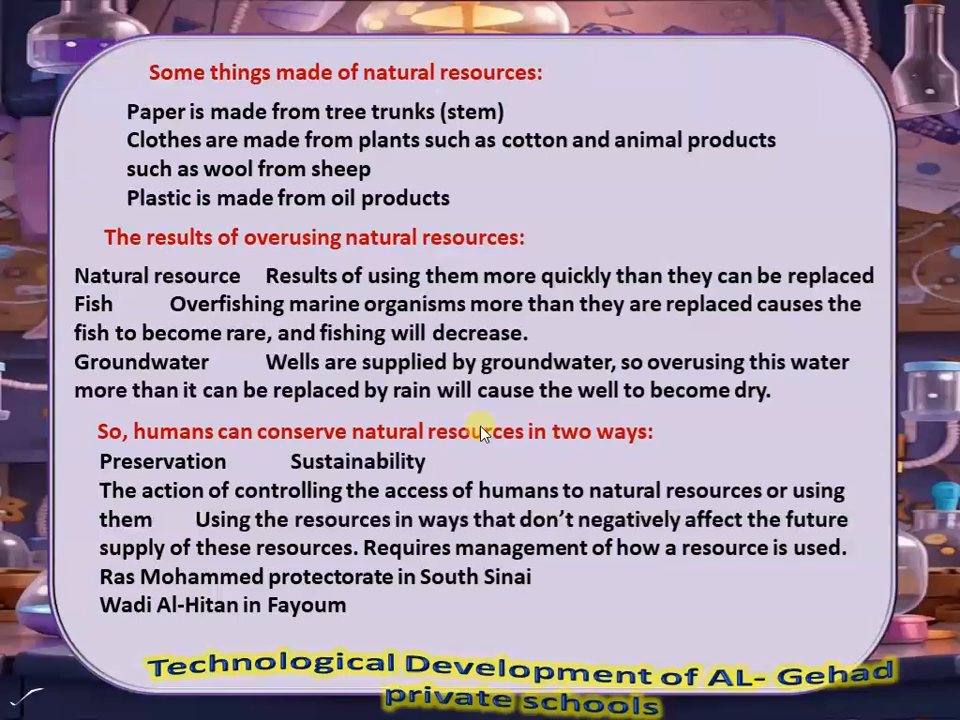 Some things made of natural resources:
Paper is made from tree trunks (stem)
Clothes are made from plants such as cotton and animal products
such as wool from sheep
Plastic is made from oil products
The results of overusing natural resources:
Natural resource Results of using them more quickly than they can be replaced
Fish Overfishing marine organisms more than they are replaced causes the
fish to become rare, and fishing will decrease.
Groundwater Wells are supplied by groundwater, so overusing this water
more than it can be replaced by rain will cause the well to become dry.
So, humans can conserve natural resources in two ways:
Preservation Sustainability
The action of controlling the access of humans to natural resources or using
them Using the resources in ways that don’t negatively affect the future
supply of these resources. Requires management of how a resource is used.
Ras Mohammed protectorate in South Sinai
Wadi Al-Hitan in Fayoum
Technological Development of AL- Gehad
private schools